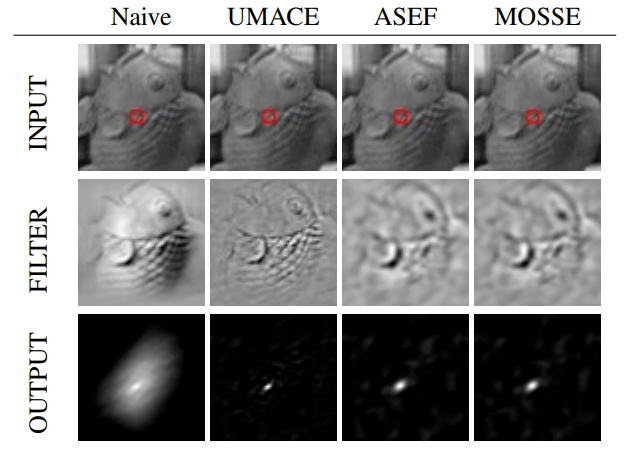 Naive UMACE ASEF MOSSE
INPUT
FILTER
OUTPUT